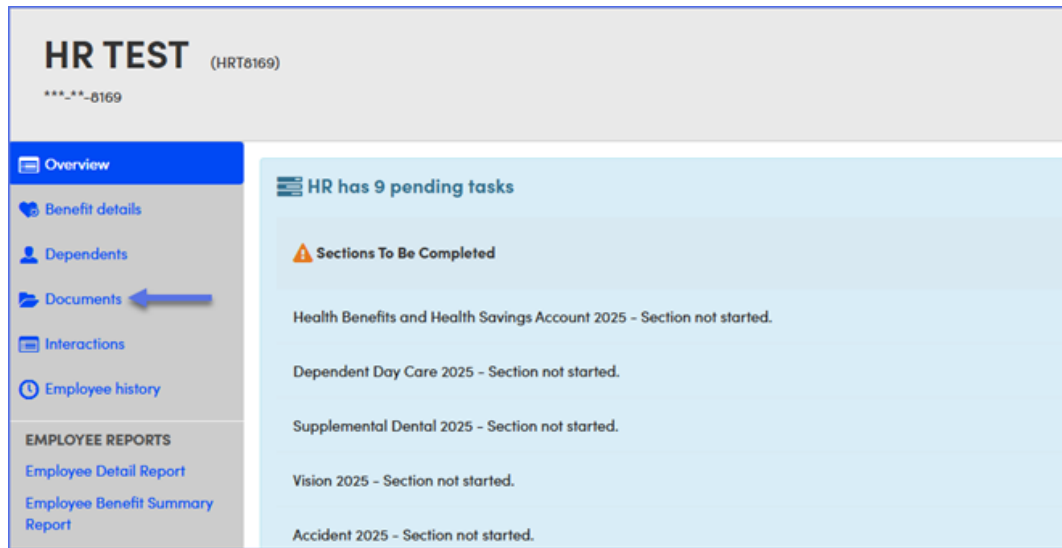 HR TEST (HRT8169)
***-**-8169
Overview
Benefit details
Dependents
Documents
Interactions
Employee history
EMPLOYEE REPORTS
Employee Detail Report
Employee Benefit Summary
Report
HR has 9 pending tasks
Sections To Be Completed
Health Benefits and Health Savings Account 2025 - Section not started.
Dependent Day Care 2025 - Section not started.
Supplemental Dental 2025 - Section not started.
Vision 2025 - Section not started.
Accident 2025 - Section not started.